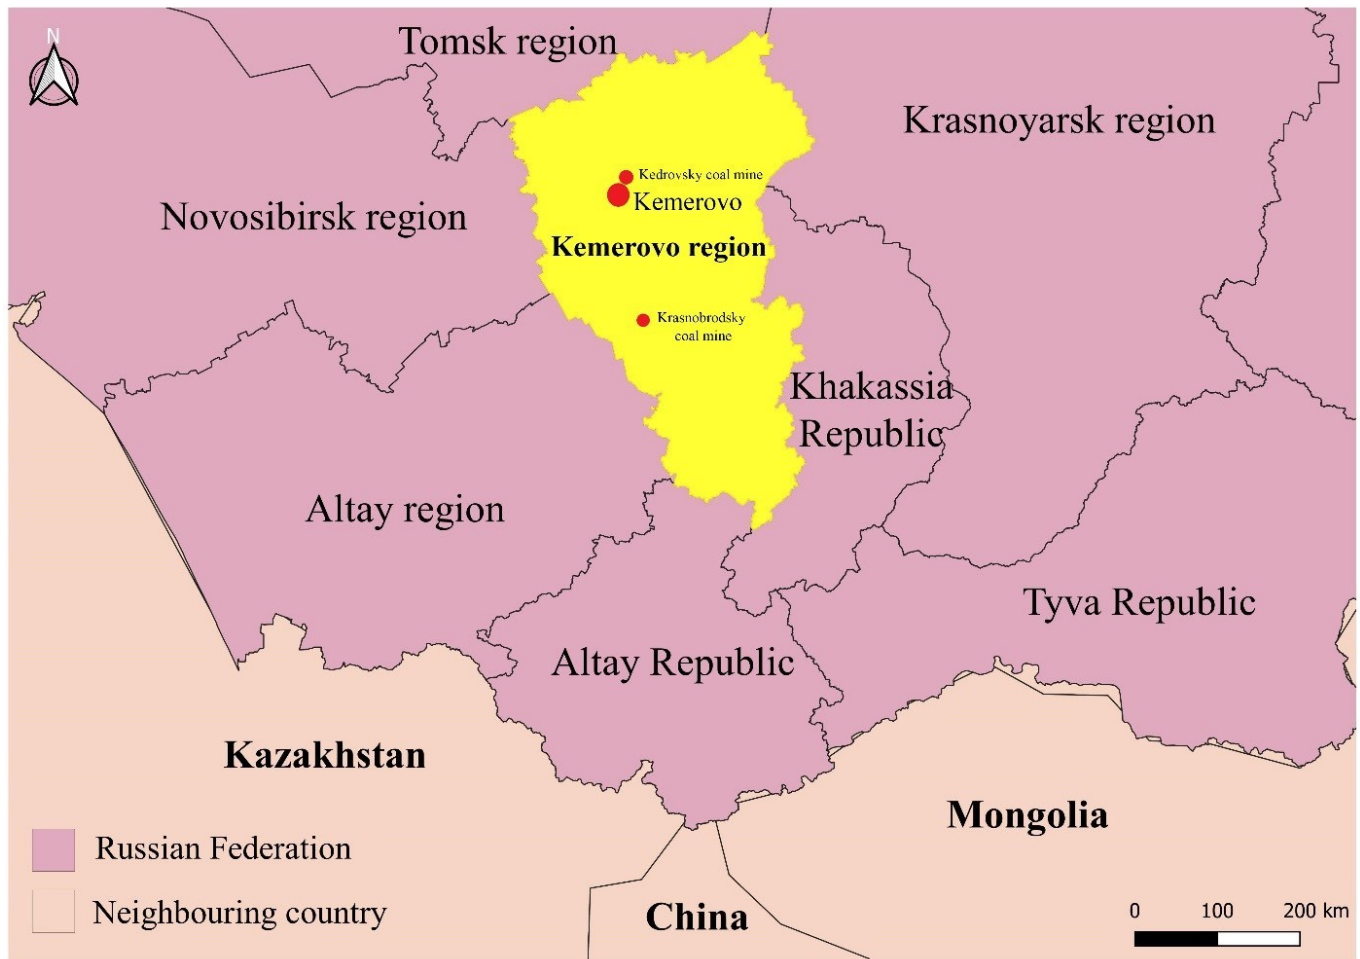 N
Tomsk region
Krasnoyarsk region
Kedrovsky coal mine
Kemerovo
Novosibirsk region
Kemerovo region
Krasnobrodsky
coal mine
Khakassia
Republic
Altay region
Tyva Republic
Altay Republic
Kazakhstan
Mongolia
Russian Federation
Neighbouring country
China
0 100 200 km